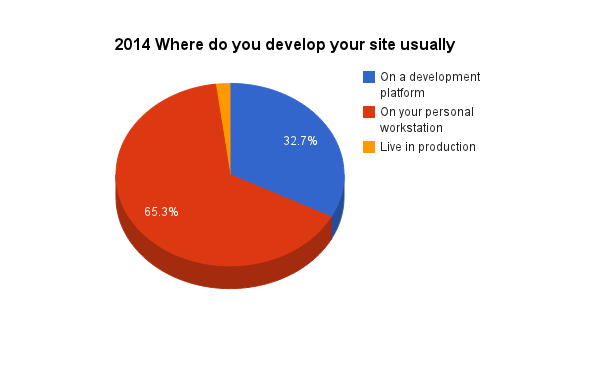 2014 Where do you develop your site usually
On a development
platform
On your personal
workstation
Live in production
32.7%
65.3%